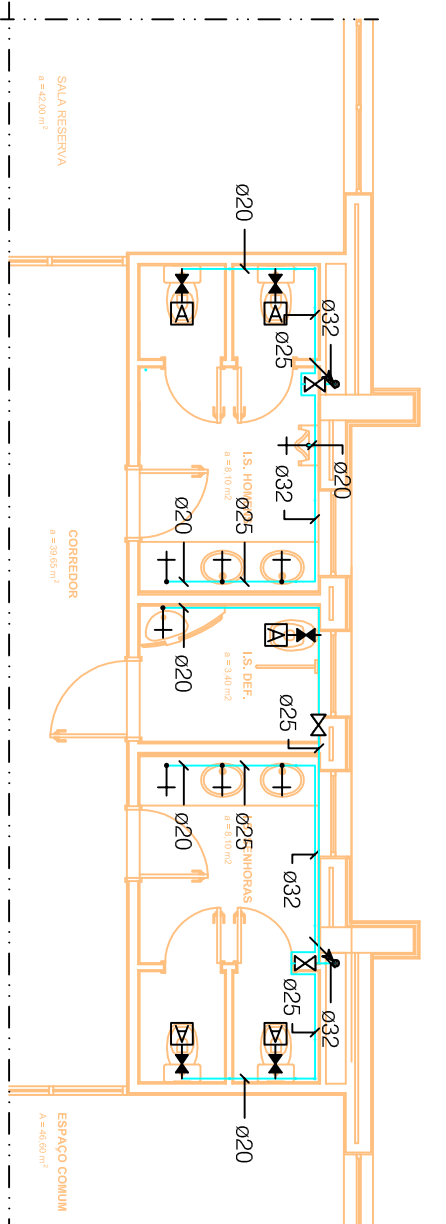 ø20
ø32
ø32
ø25
ø32
ø25
ø32
ø25
A
A
A
ø20
I.S. HOMENS
a = 8.10 m2
ø25
I.S. DEF.
a = 3.40 m2
ø25
I.S. SENHORAS
a = 8.10 m2
ø20
A
ø20
ø20
ø20
A
SALA RESERVA
a = 42.00 m²
CORREDOR
a = 39.65 m²
ESPAÇO COMUM
A = 46.60 m²